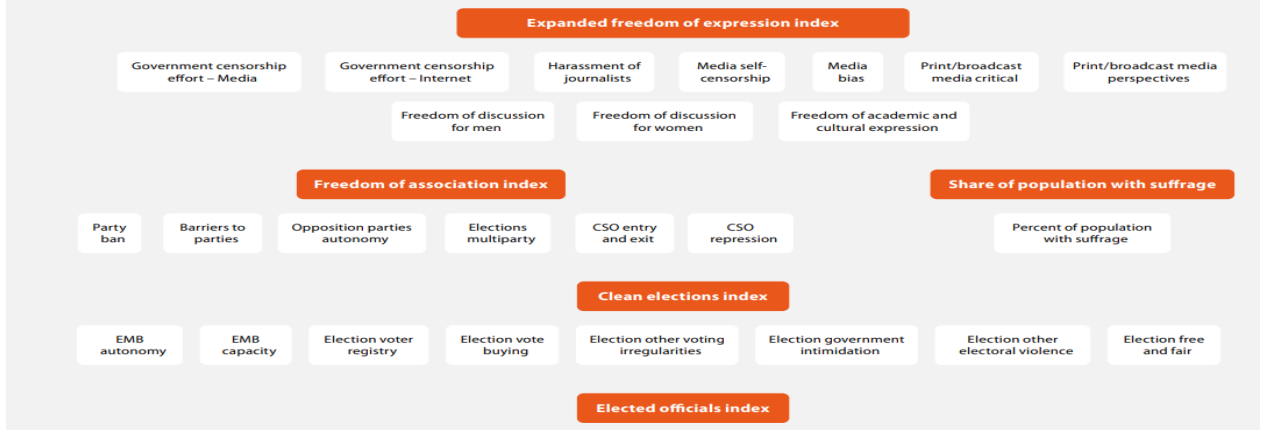 Expanded freedom of expression index
Government censorship
effort – Media
Government censorship
effort – Internet
Harassment of
journalists
Media self-
censorship
Media
bias
Print/broadcast
media critical
Print/broadcast media
perspectives
Freedom of discussion
for men
Freedom of discussion
for women
Freedom of academic and
cultural expression
Freedom of association index
Share of population with suffrage
Party
ban
Barriers to
parties
Opposition parties
autonomy
Elections
multiparty
CSO entry
and exit
CSO
repression
Percent of population
with suffrage
Clean elections index
EMB
autonomy
EMB
capacity
Election voter
registry
Election vote
buying
Election other voting
irregularities
Election government
intimidation
Election other
electoral violence
Election free
and fair
Elected officials index